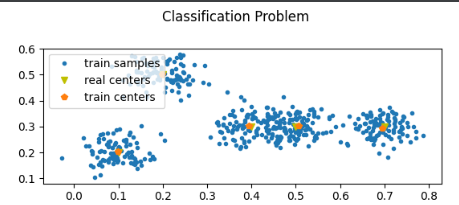 Classification Problem
0.6
0.5
0.4
0.3
0.2
0.1
train samples
real centers
train centers
0.0 0.1 0.2 0.3 0.4 0.5 0.6 0.7 0.8